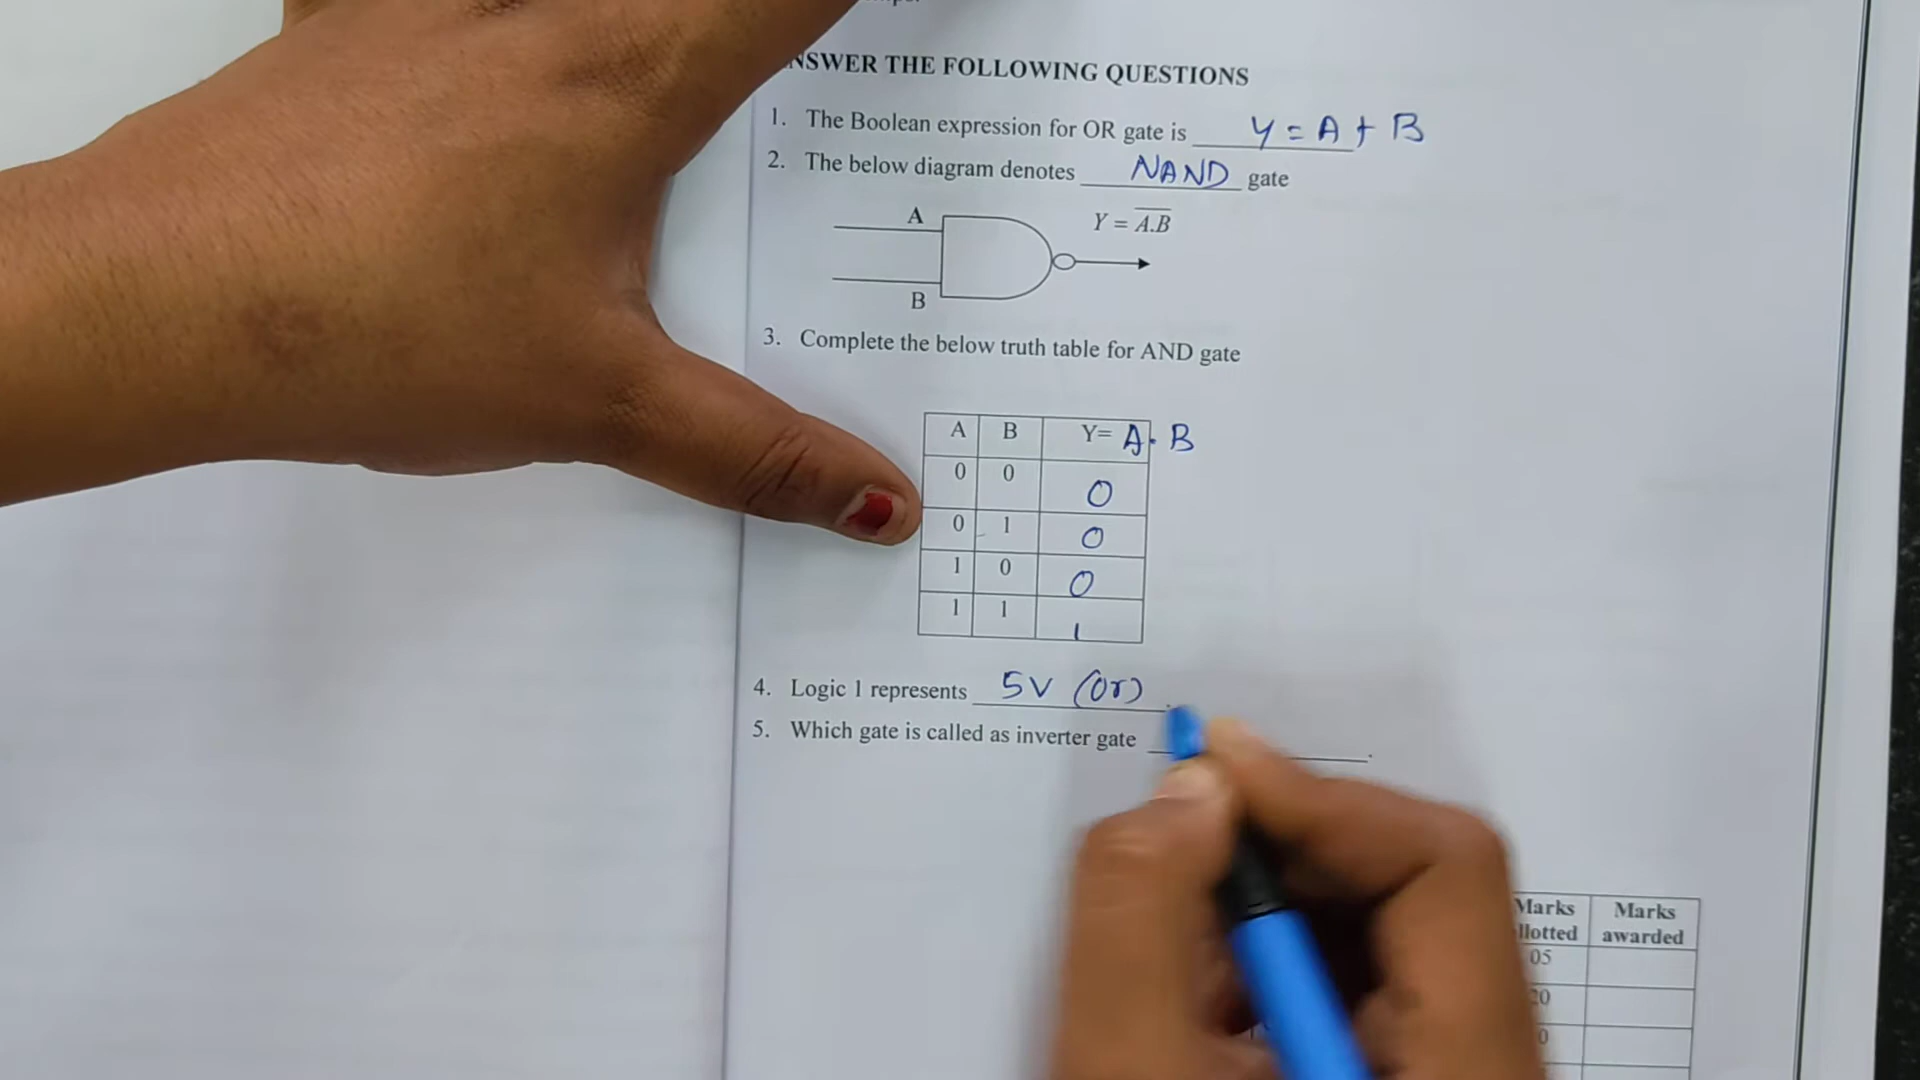 NSWER THE FOLLOWING QUESTIONS
1. The Boolean expression for OR gate is Y = A + B
2. The below diagram denotes NAND gate
A
Y = \overline{A.B}
B
3. Complete the below truth table for AND gate
A B Y= A . B
0 0 0
0 1 0
1 0 0
1 1 1
4. Logic 1 represents 5V (Or)
5. Which gate is called as inverter gate .
Marks Marks
llotted awarded
05
20
0